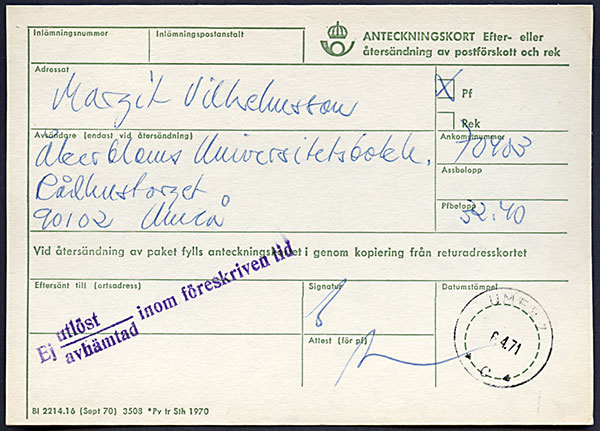 Inlämningsnummer
Inlämningspostanstalt
ANTECKNINGSKORT Efter- eller
återsändning av postförskott och rek
Adressat
Margit Vilhelmsson
Pf
Rek
Avsändare (endast vid återsändning)
Åkerbloms Universitetsbokh.
Rådhustorget
90102 Umeå
Ankomstnummer
70403
Assbelopp
Pfbelopp
32:40
Vid återsändning av paket fylls anteckningskortet i genom kopiering från returadresskortet
Eftersänt till (ortsadress)
Signatur
Datumstämpel
Ej utlöst avhämtad inom föreskriven tid
Attest (för pf)
UMEÅ
6.4.71
C
BI 2214.16 (Sept 70) 3508 *Pv tr Sth 1970